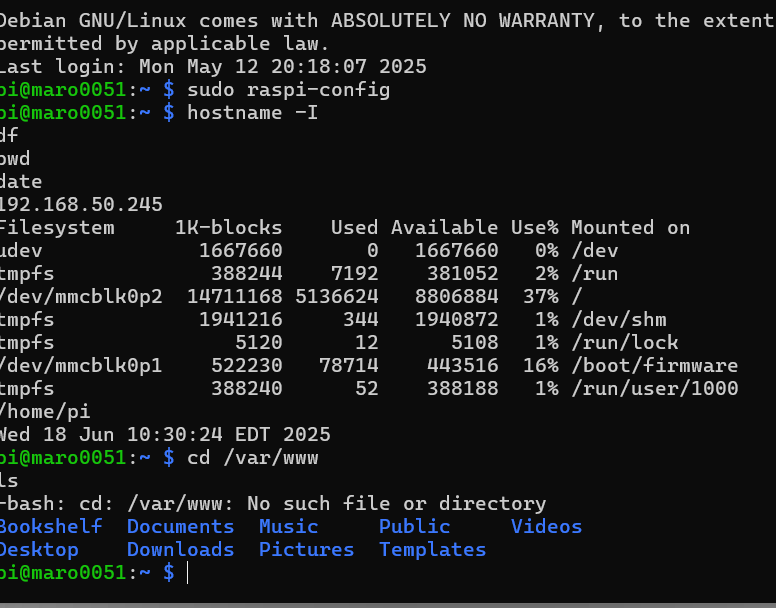 Debian GNU/Linux comes with ABSOLUTELY NO WARRANTY, to the extent
permitted by applicable law.
Last login: Mon May 12 20:18:07 2025
pi@maro0051:~ $ sudo raspi-config
pi@maro0051:~ $ hostname -I
df
pwd
date
192.168.50.245
Filesystem     1K-blocks    Used Available Use% Mounted on
udev             1667660       0   1667660   0% /dev
tmpfs             388244    7192    381052   2% /run
/dev/mmcblk0p2  14711168 5136624   8806884  37% /
tmpfs            1941216     344   1940872   1% /dev/shm
tmpfs               5120      12      5108   1% /run/lock
/dev/mmcblk0p1    522230   78714    443516  16% /boot/firmware
tmpfs             388240      52    388188   1% /run/user/1000
/home/pi
Wed 18 Jun 10:30:24 EDT 2025
pi@maro0051:~ $ cd /var/www
ls
-bash: cd: /var/www: No such file or directory
Bookshelf  Documents  Music     Public     Videos
Desktop    Downloads  Pictures  Templates
pi@maro0051:~ $